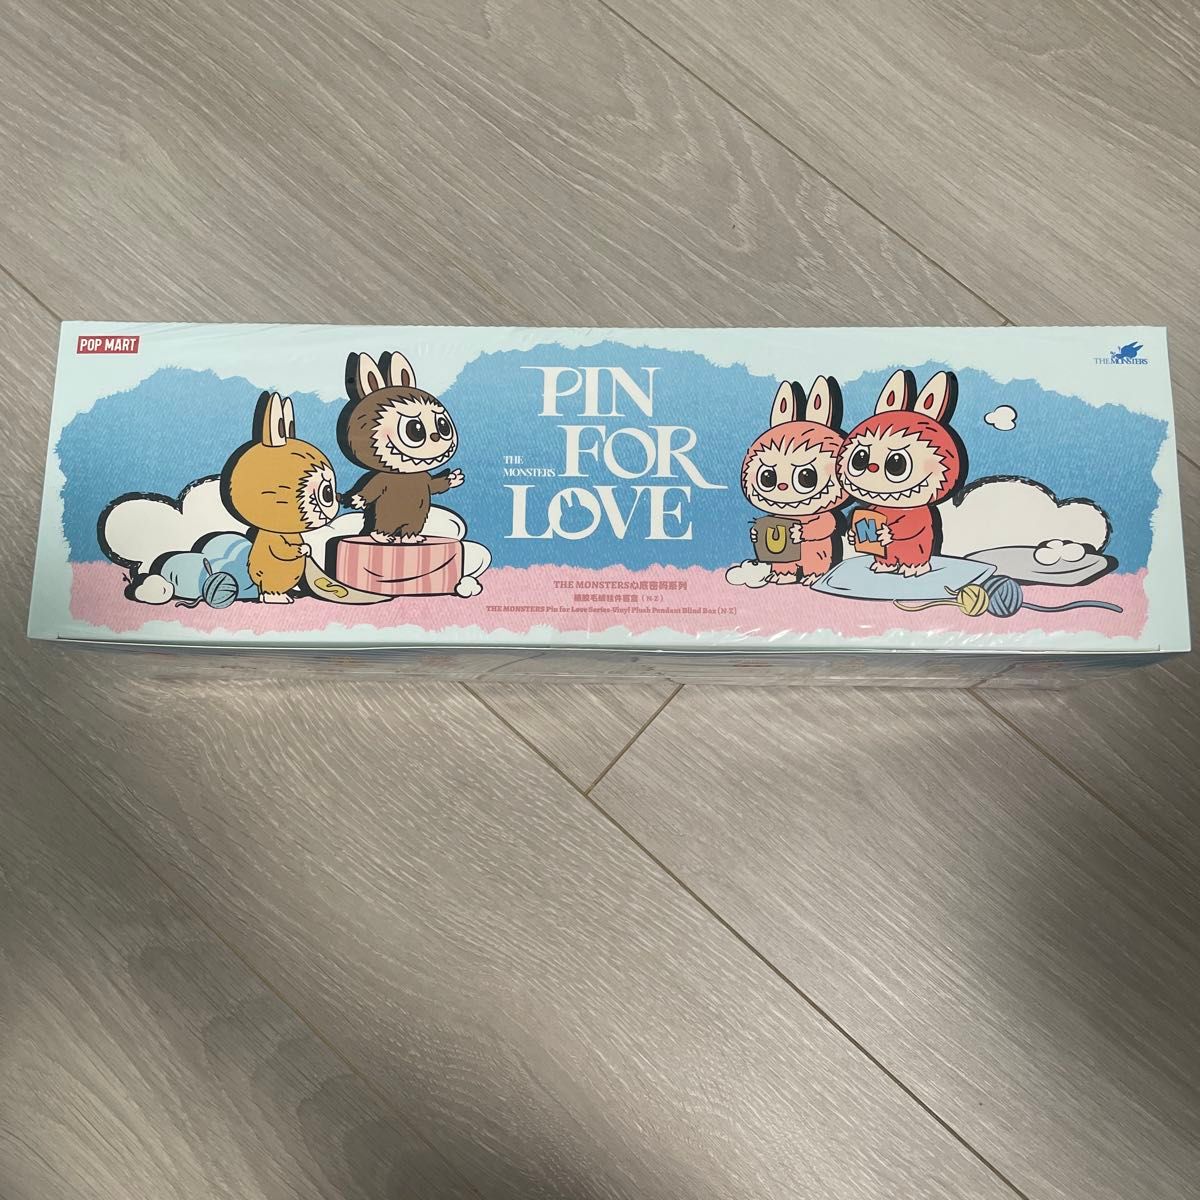 POP MART
THE MONSTERS
PIN
FOR
LOVE
THE
MONSTERS
S
U
N
THE MONSTERS心底密码系列
搪胶毛绒挂件盲盒（N-Z）
THE MONSTERS Pin for Love Series-Vinyl Plush Pendant Blind Box (N-Z)